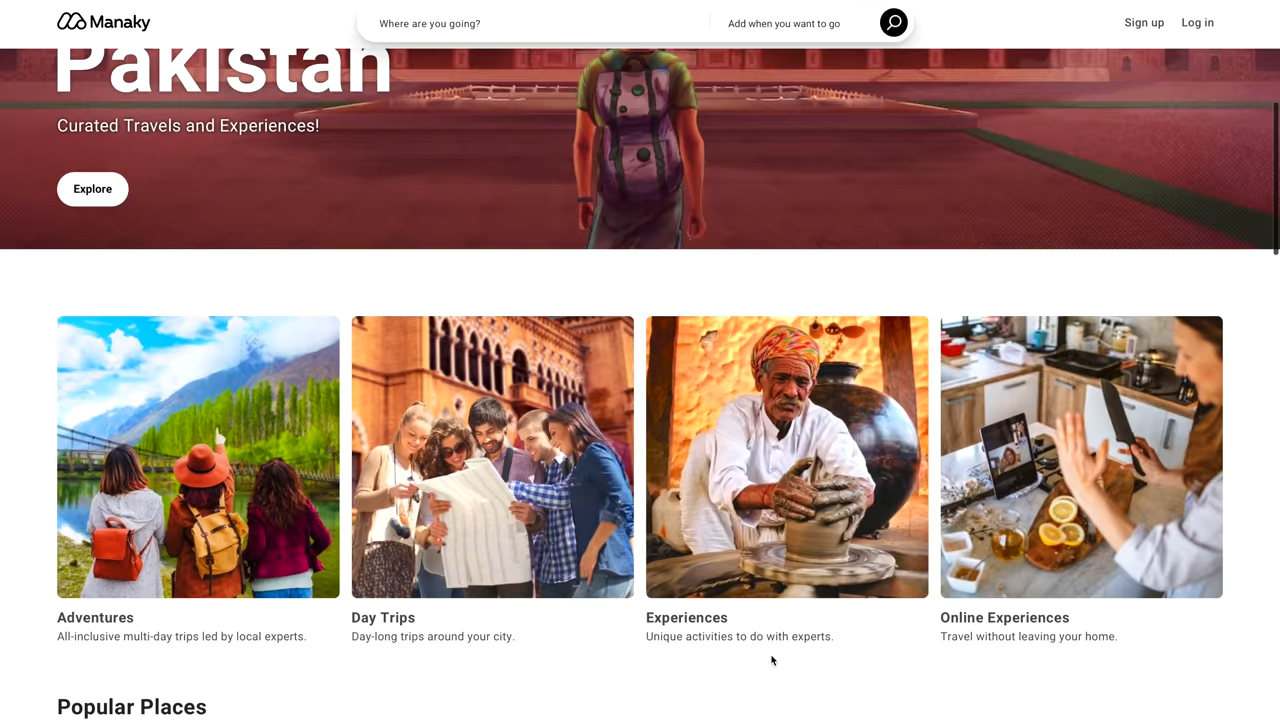 Manaky
Where are you going?
Add when you want to go
Sign up
Log in
Pakistan
Curated Travels and Experiences!
Explore
Adventures
All-inclusive multi-day trips led by local experts.
Day Trips
Day-long trips around your city.
Experiences
Unique activities to do with experts.
Online Experiences
Travel without leaving your home.
Popular Places